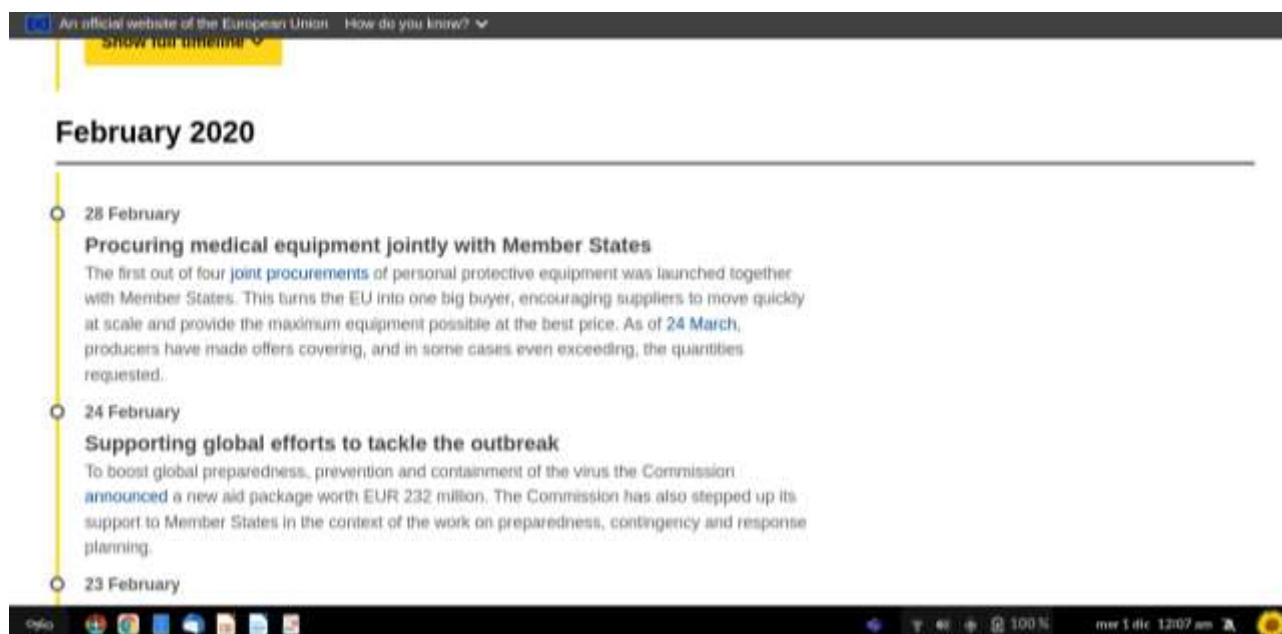 An official website of the European Union How do you know?
Show full timeline
February 2020
28 February
Procuring medical equipment jointly with Member States
The first out of four joint procurements of personal protective equipment was launched together
with Member States. This turns the EU into one big buyer, encouraging suppliers to move quickly
at scale and provide the maximum equipment possible at the best price. As of 24 March,
producers have made offers covering, and in some cases even exceeding, the quantities
requested.
24 February
Supporting global efforts to tackle the outbreak
To boost global preparedness, prevention and containment of the virus the Commission
announced a new aid package worth EUR 232 million. The Commission has also stepped up its
support to Member States in the context of the work on preparedness, contingency and response
planning.
23 February
100 % mer 1 dic 12:07 am